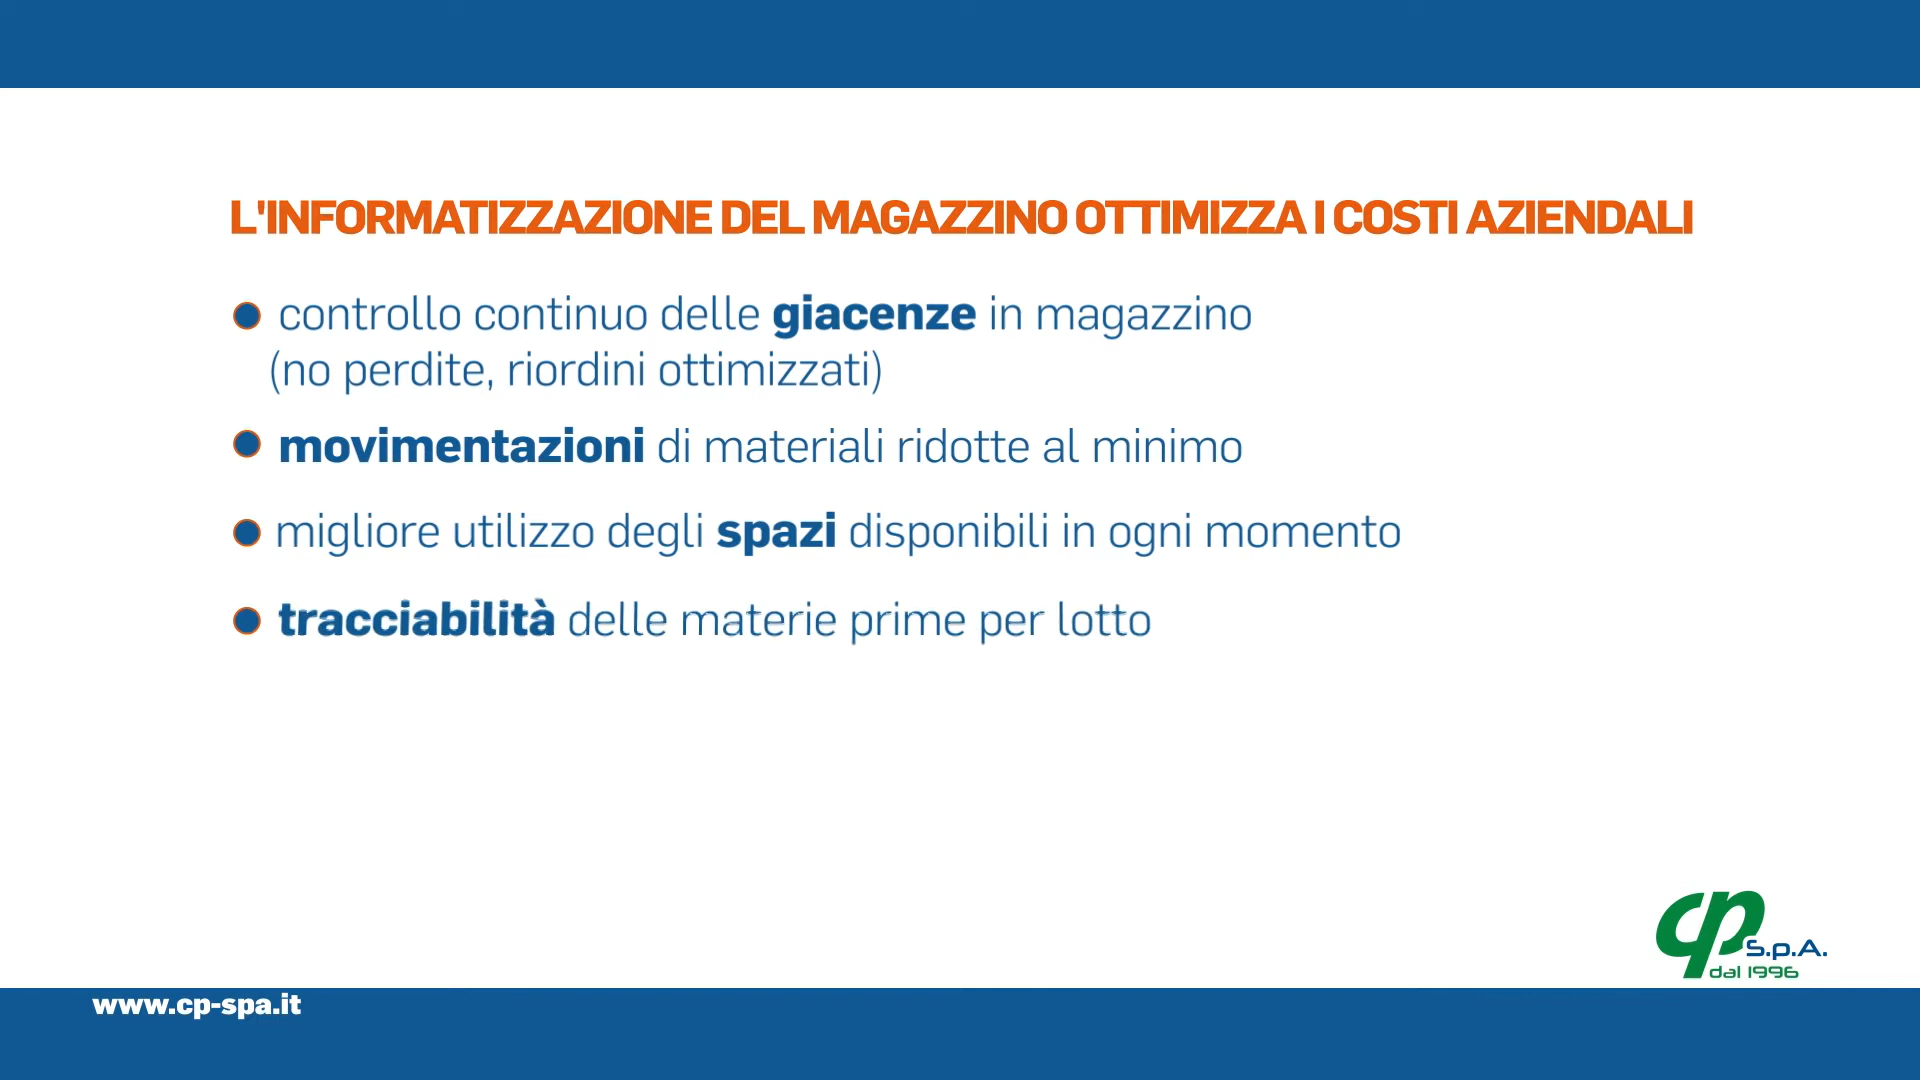 L'INFORMATIZZAZIONE DEL MAGAZZINO OTTIMIZZA I COSTI AZIENDALI
controllo continuo delle giacenze in magazzino
(no perdite, riordini ottimizzati)
movimentazioni di materiali ridotte al minimo
migliore utilizzo degli spazi disponibili in ogni momento
tracciabilità delle materie prime per lotto
cp S.p.A.
dal 1996
www.cp-spa.it